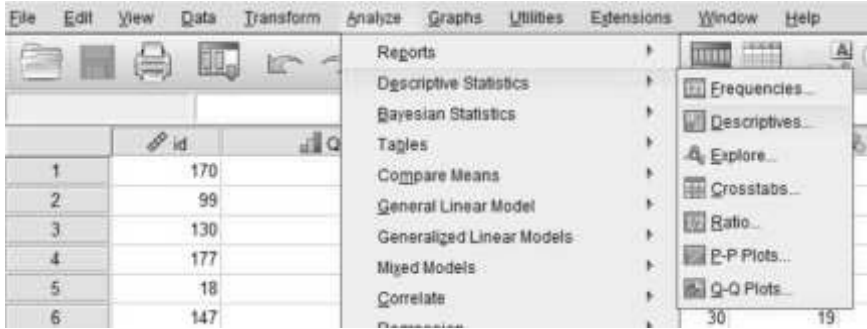 File Edit View Data Transform Analyze Graphs Utilities Extensions Window Help
Reports
Descriptive Statistics
Bayesian Statistics
Tables
Compare Means
General Linear Model
Generalized Linear Models
Mixed Models
Correlate
Regression
Frequencies...
Descriptives...
Explore...
Crosstabs...
Ratio...
P-P Plots...
Q-Q Plots...
A
id Q
1 170
2 99
3 130
4 177
5 18
6 147 30 19